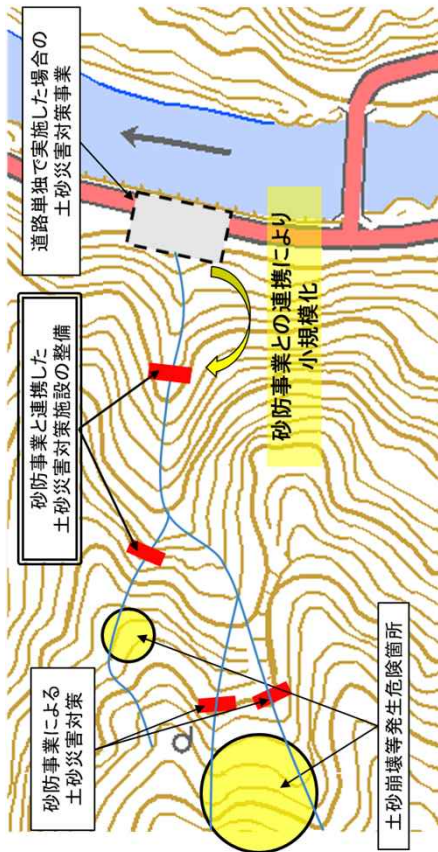 砂防事業による
土砂災害対策
砂防事業と連携した
土砂災害対策施設の整備
道路単独で実施した場合の
土砂災害対策事業
砂防事業との連携により
小規模化
土砂崩壊等発生危険箇所